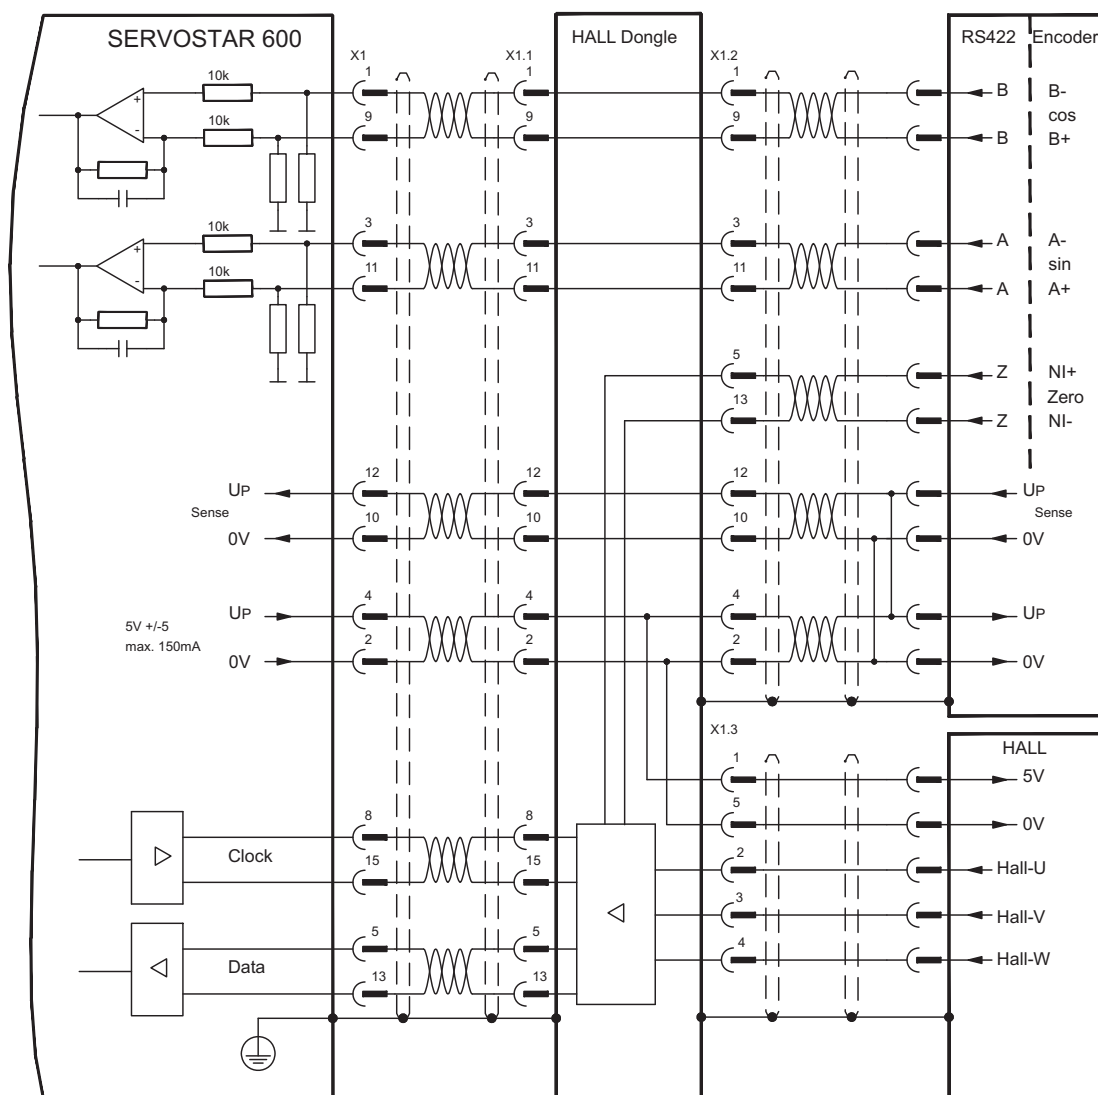 SERVOSTAR 600
HALL Dongle
RS422 Encoder
X1
X1.1
X1.2
10k
1
1
1
B
B-
cos
10k
9
9
9
B
B+
+
-
10k
3
3
3
A
A-
sin
10k
11
11
11
A
A+
+
-
5
Z
NI+
Zero
13
Z
NI-
UP
12
12
12
UP
Sense
Sense
0V
10
10
10
0V
UP
4
4
4
UP
5V +/-5
max. 150mA
0V
2
2
2
0V
X1.3
HALL
1
5V
5
0V
8
8
Clock
2
Hall-U
15
15
3
Hall-V
5
5
Data
4
Hall-W
13
13